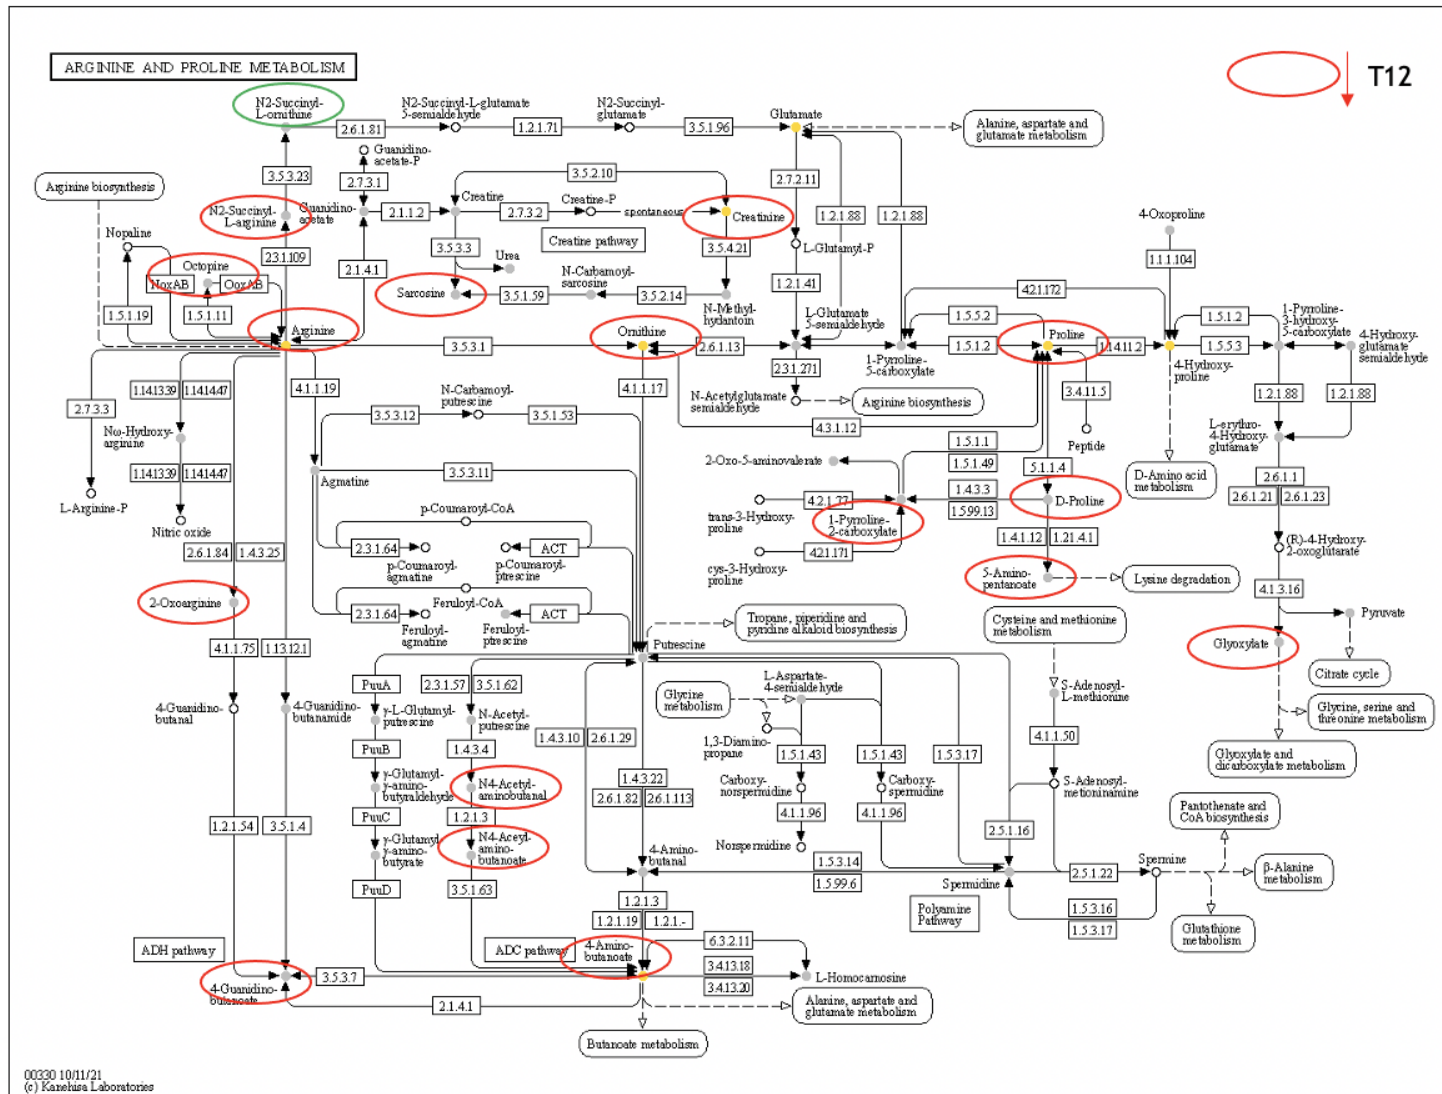 ARGININE AND PROLINE METABOLISM
T12
N2-Succinyl-
L-ornithine
2.6.1.81
N2-Succinyl-L-glutamate
5-semialdehyde
1.2.1.71
N2-Succinyl-
glutamate
3.5.1.96
Glutamate
Alanine, aspartate and
glutamate metabolism
Guanidino-
acetate-P
3.5.3.23
2.7.3.1
3.5.2.10
2.7.2.11
Arginine biosynthesis
N2-Succinyl-
L-arginine
Guanidino-
acetate
2.1.1.2
Creatine
2.7.3.2
Creatine-P
spontaneous
Creatinine
1.2.1.88
1.2.1.88
4-Oxoproline
Nopaline
2.3.1.109
3.5.3.3
Creatine pathway
3.5.4.21
L-Glutamyl-P
1.1.1.104
Octopine
NoxAB
OoxAB
2.1.4.1
Urea
Sarcosine
3.5.1.59
N-Carbamoyl-
sarcosine
3.5.2.14
N-Methyl-
hydantoin
1.2.1.41
4.2.1.172
1.5.1.19
1.5.1.11
Arginine
3.5.3.1
Ornithine
2.6.1.13
L-Glutamate
5-semialdehyde
1.5.5.2
1.5.1.2
1-Pyrroline-
5-carboxylate
Proline
1.14.11.2
4-Hydroxy-
proline
1.5.1.2
1.5.5.3
1-Pyrroline-
3-hydroxy-
5-carboxylate
4-Hydroxy-
glutamate
semialdehyde
2.3.1.271
3.4.11.5
1.14.13.39
1.14.14.47
4.1.1.19
4.1.1.17
N-Acetylglutamate
semialdehyde
Arginine biosynthesis
1.2.1.88
1.2.1.88
2.7.3.3
N-Carbamoyl-
putrescine
3.5.3.12
3.5.1.53
4.3.1.12
Peptide
L-erythro-
4-Hydroxy-
glutamate
Nω-Hydroxy-
arginine
1.14.13.39
1.14.14.47
Agmatine
3.5.3.11
1.5.1.1
1.5.1.49
2-Oxo-5-aminovalerate
5.1.1.4
D-Amino acid
metabolism
2.6.1.1
2.6.1.21
2.6.1.23
L-Arginine-P
Nitric oxide
p-Coumaroyl-CoA
trans-3-Hydroxy-
proline
4.2.1.77
1-Pyrroline-
2-carboxylate
1.4.3.3
1.5.99.13
D-Proline
2.6.1.84
1.4.3.25
2.3.1.64
p-Coumaroyl-
agmatine
ACT
p-Coumaroyl-
ptrescine
4.2.1.171
cys-3-Hydroxy-
proline
1.4.1.12
1.21.4.1
(R)-4-Hydroxy-
2-oxoglutarate
5-Amino-
pentanoate
Lysine degradation
4.1.3.16
2-Oxoarginine
2.3.1.64
Feruloyl-CoA
Feruloyl-
agmatine
ACT
Feruloyl-
ptrescine
Tropane, piperidine and
pyridine alkaloid biosynthesis
Cysteine and methionine
metabolism
Pyruvate
Glyoxylate
4.1.1.75
1.13.12.1
Putrescine
Citrate cycle
PuuA
2.3.1.57
3.5.1.62
Glycine
metabolism
L-Aspartate-
4-semialdehyde
S-Adenosyl-
L-methionine
Glycine, serine and
threonine metabolism
4-Guanidino-
butanal
4-Guanidino-
butanamide
γ-L-Glutamyl-
putrescine
N-Acetyl-
putrescine
1.4.3.10
2.6.1.29
1,3-Diamino-
propane
1.5.1.43
1.5.1.43
1.5.3.17
4.1.1.50
Glyoxylate and
dicarboxylate metabolism
PuuB
1.4.3.4
γ-Glutamyl-
γ-amino-
butyraldehyde
N4-Acetyl-
aminobutanal
1.4.3.22
2.6.1.82
2.6.1.113
Carboxy-
norspermidine
Carboxy-
spermidine
S-Adenosyl-
metioninamine
Pantothenate and
CoA biosynthesis
PuuC
1.2.1.3
4.1.1.96
4.1.1.96
1.2.1.54
3.5.1.4
2.5.1.16
γ-Glutamyl-
γ-amino-
butyrate
N4-Aceyl-
amino-
butanoate
Norspermidine
4-Amino-
butanal
1.5.3.14
1.5.99.6
Spermidine
2.5.1.22
Spermine
β-Alanine
metabolism
PuuD
3.5.1.63
1.2.1.3
1.2.1.19
1.2.1.-
Polyamine
Pathway
1.5.3.16
1.5.3.17
Glutathione
metabolism
ADH pathway
ADC pathway
4-Amino-
butanoate
6.3.2.11
3.4.13.18
3.4.13.20
L-Homocarnosine
4-Guanidino-
butanoate
3.5.3.7
2.1.4.1
Alanine, aspartate and
glutamate metabolism
Butanoate metabolism
00330 10/11/21
(c) Kanehisa Laboratories